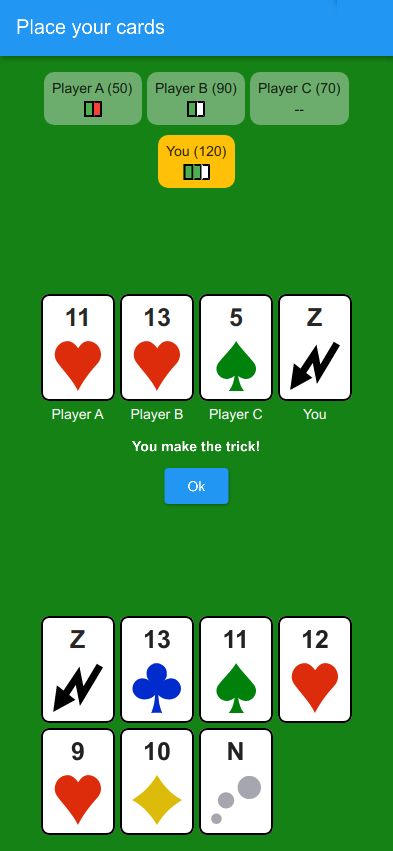 Place your cards
Player A (50) Player B (90) Player C (70)
--
You (120)
11 13 5 Z
Player A Player B Player C You
You make the trick!
Ok
Z 13 11 12
9 10 N